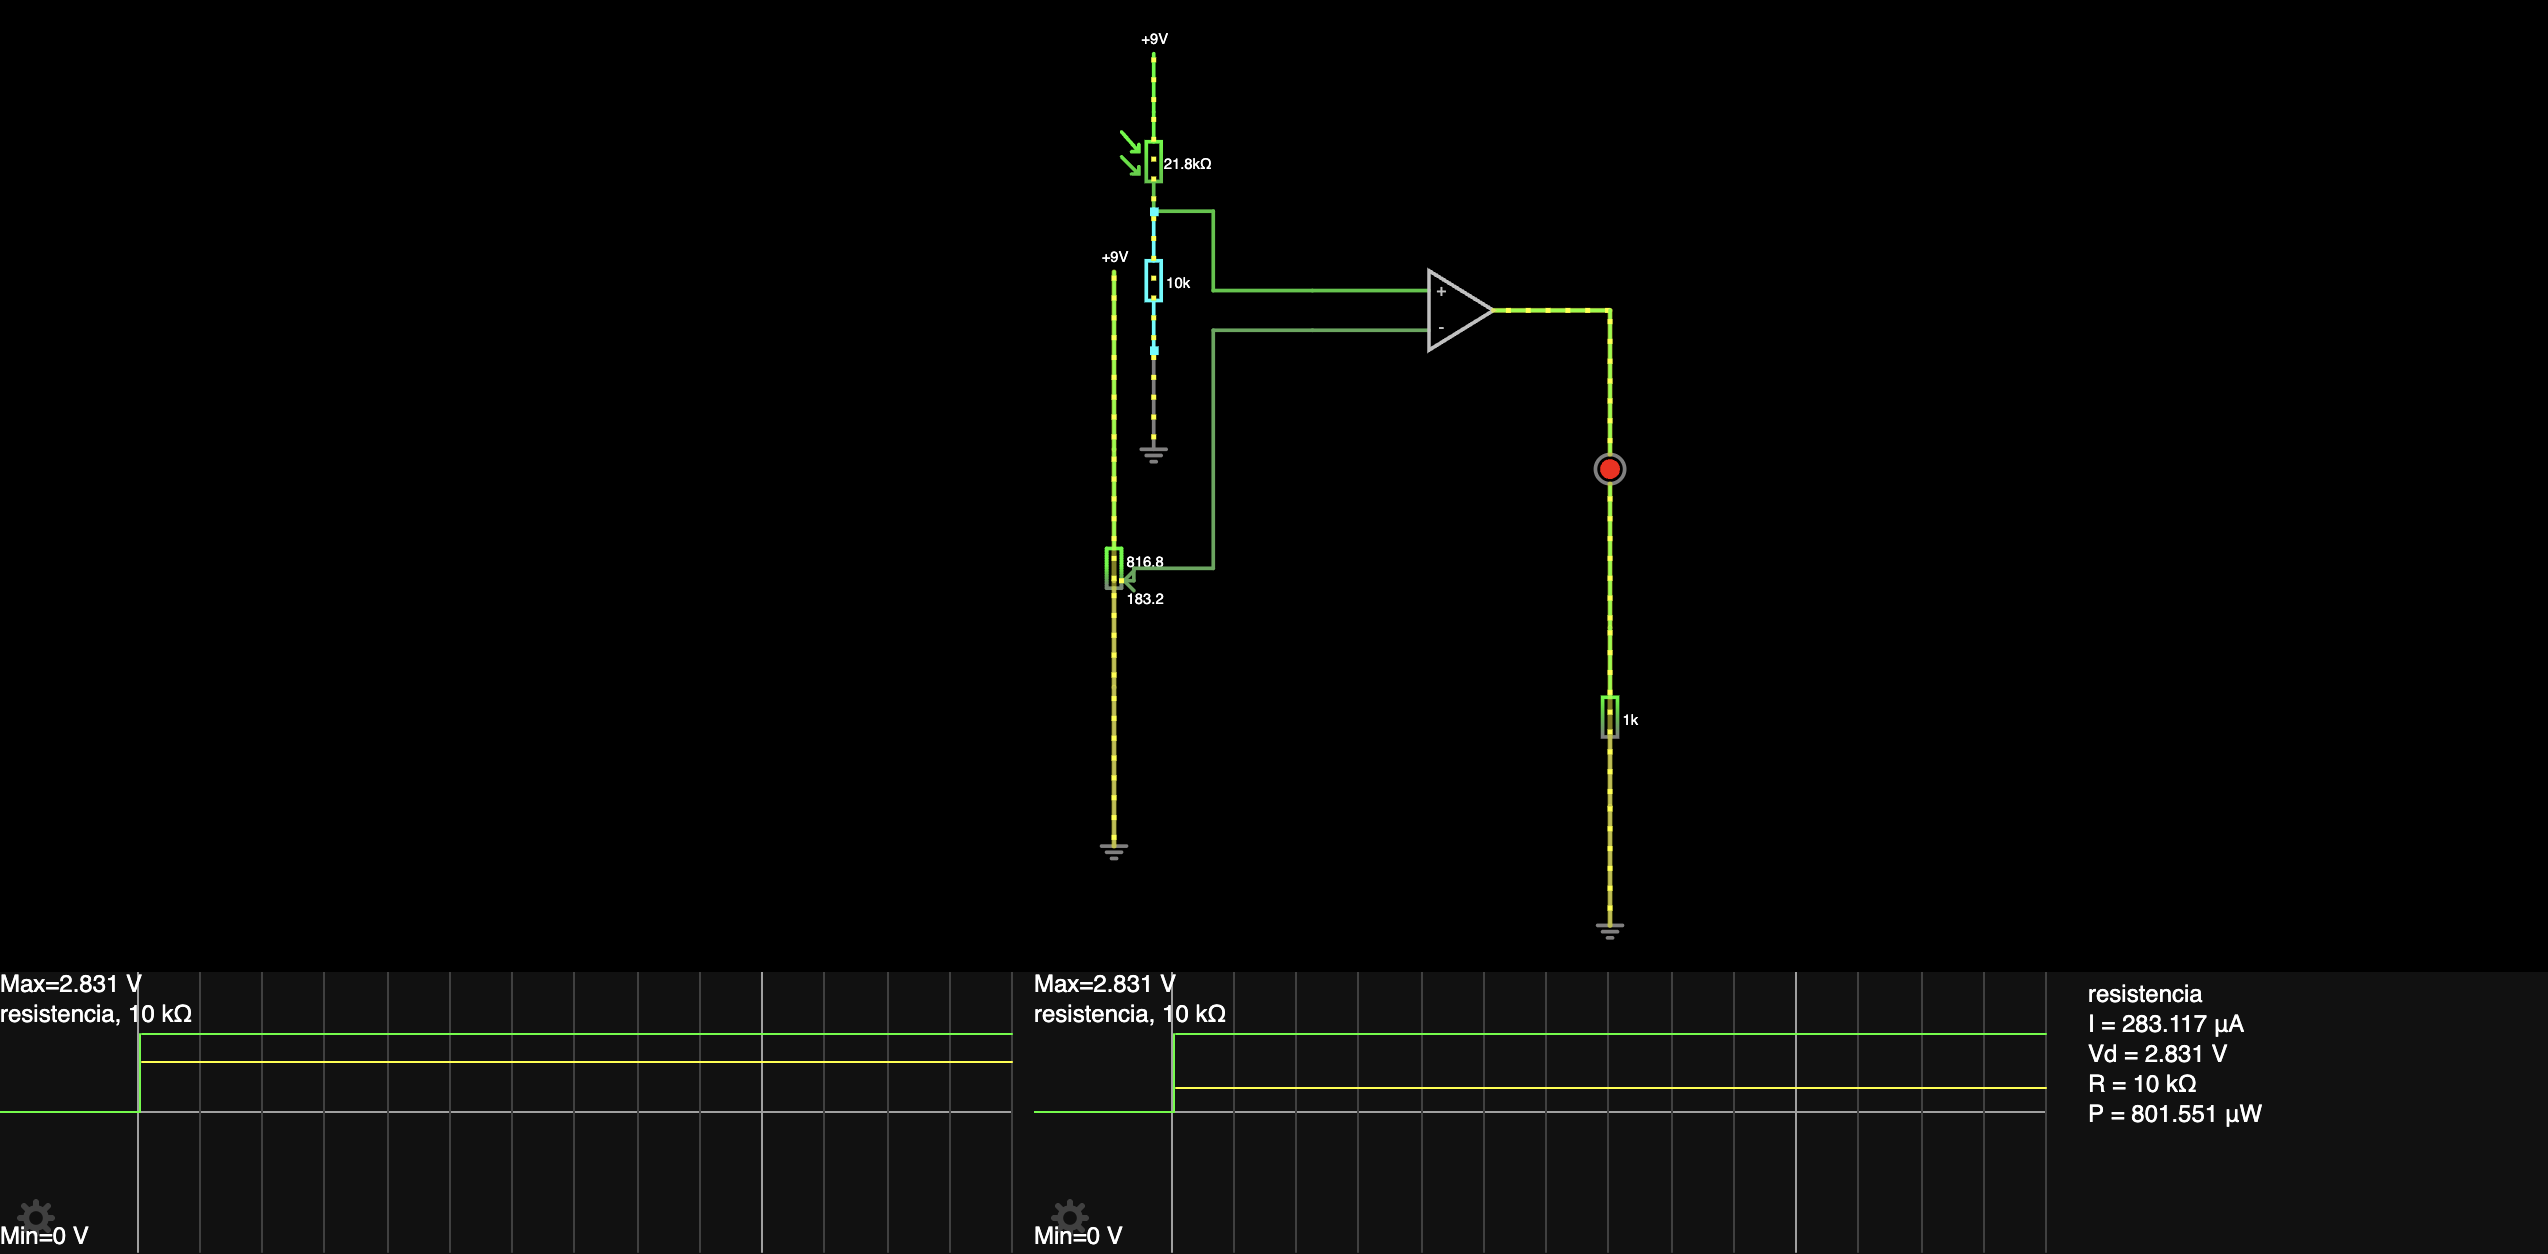 +9V
21.8kΩ
+9V
10k
+
-
816.8
183.2
1k
Max=2.831 V
resistencia, 10 kΩ
Min=0 V
Max=2.831 V
resistencia, 10 kΩ
Min=0 V
resistencia
I = 283.117 μA
Vd = 2.831 V
R = 10 kΩ
P = 801.551 μW